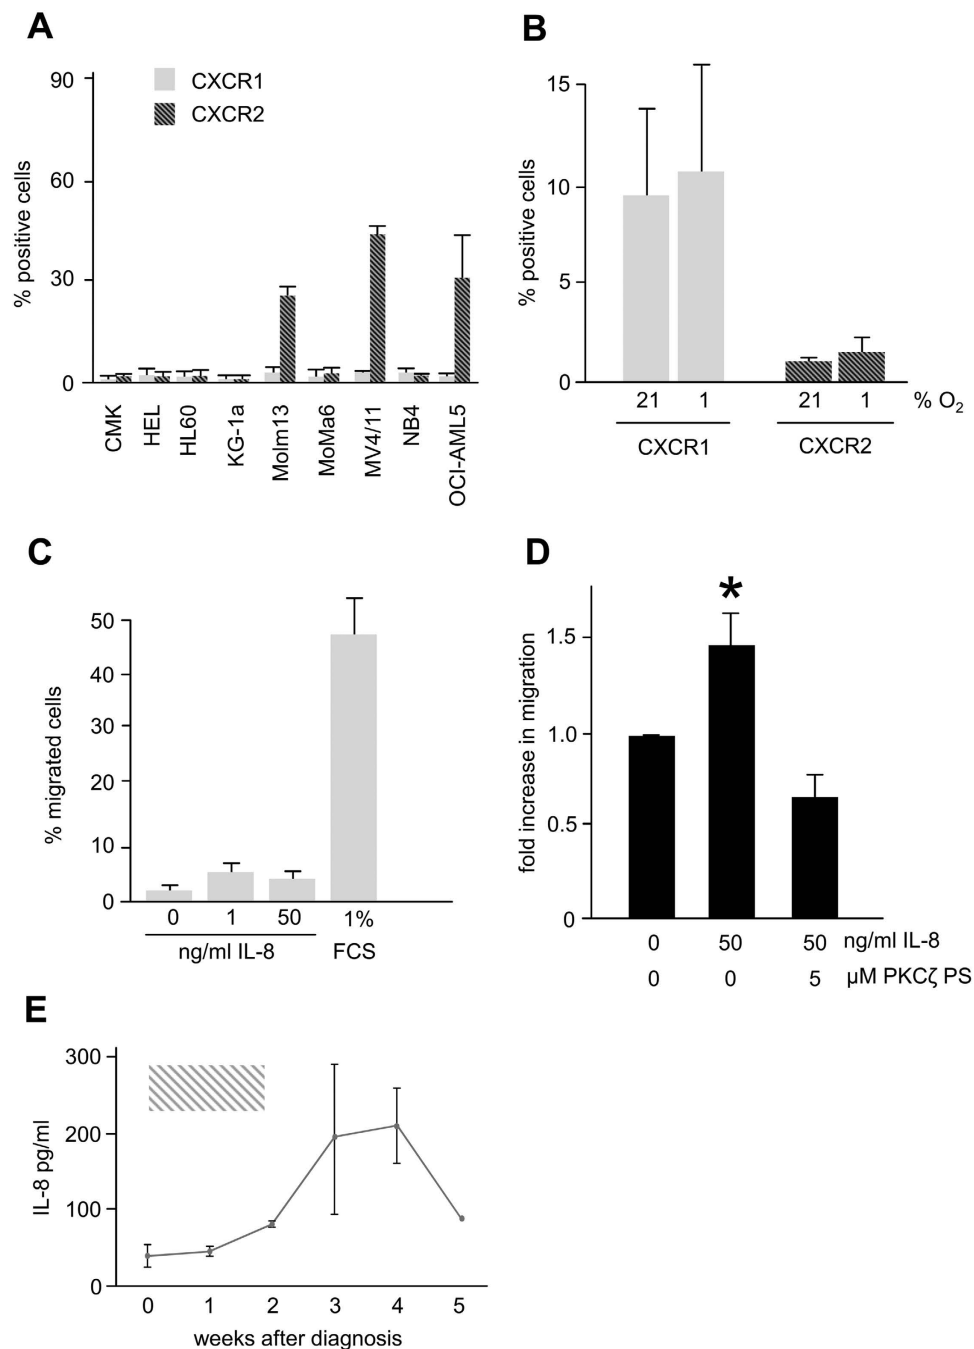 A
90
60
30
0
% positive cells
CXCR1
CXCR2
CMK
HEL
HL60
KG-1a
Molm13
MoMa6
MV4/11
NB4
OCI-AML5
B
15
10
5
0
% positive cells
21 1 21 1 % O₂
CXCR1 CXCR2
C
50
40
30
20
10
0
% migrated cells
0 1 50 1%
ng/ml IL-8 FCS
D
*
1.5
1.0
0.5
0
fold increase in migration
0 50 50 ng/ml IL-8
0 0 5 µM PKCζ PS
E
300
200
100
0
IL-8 pg/ml
0 1 2 3 4 5
weeks after diagnosis